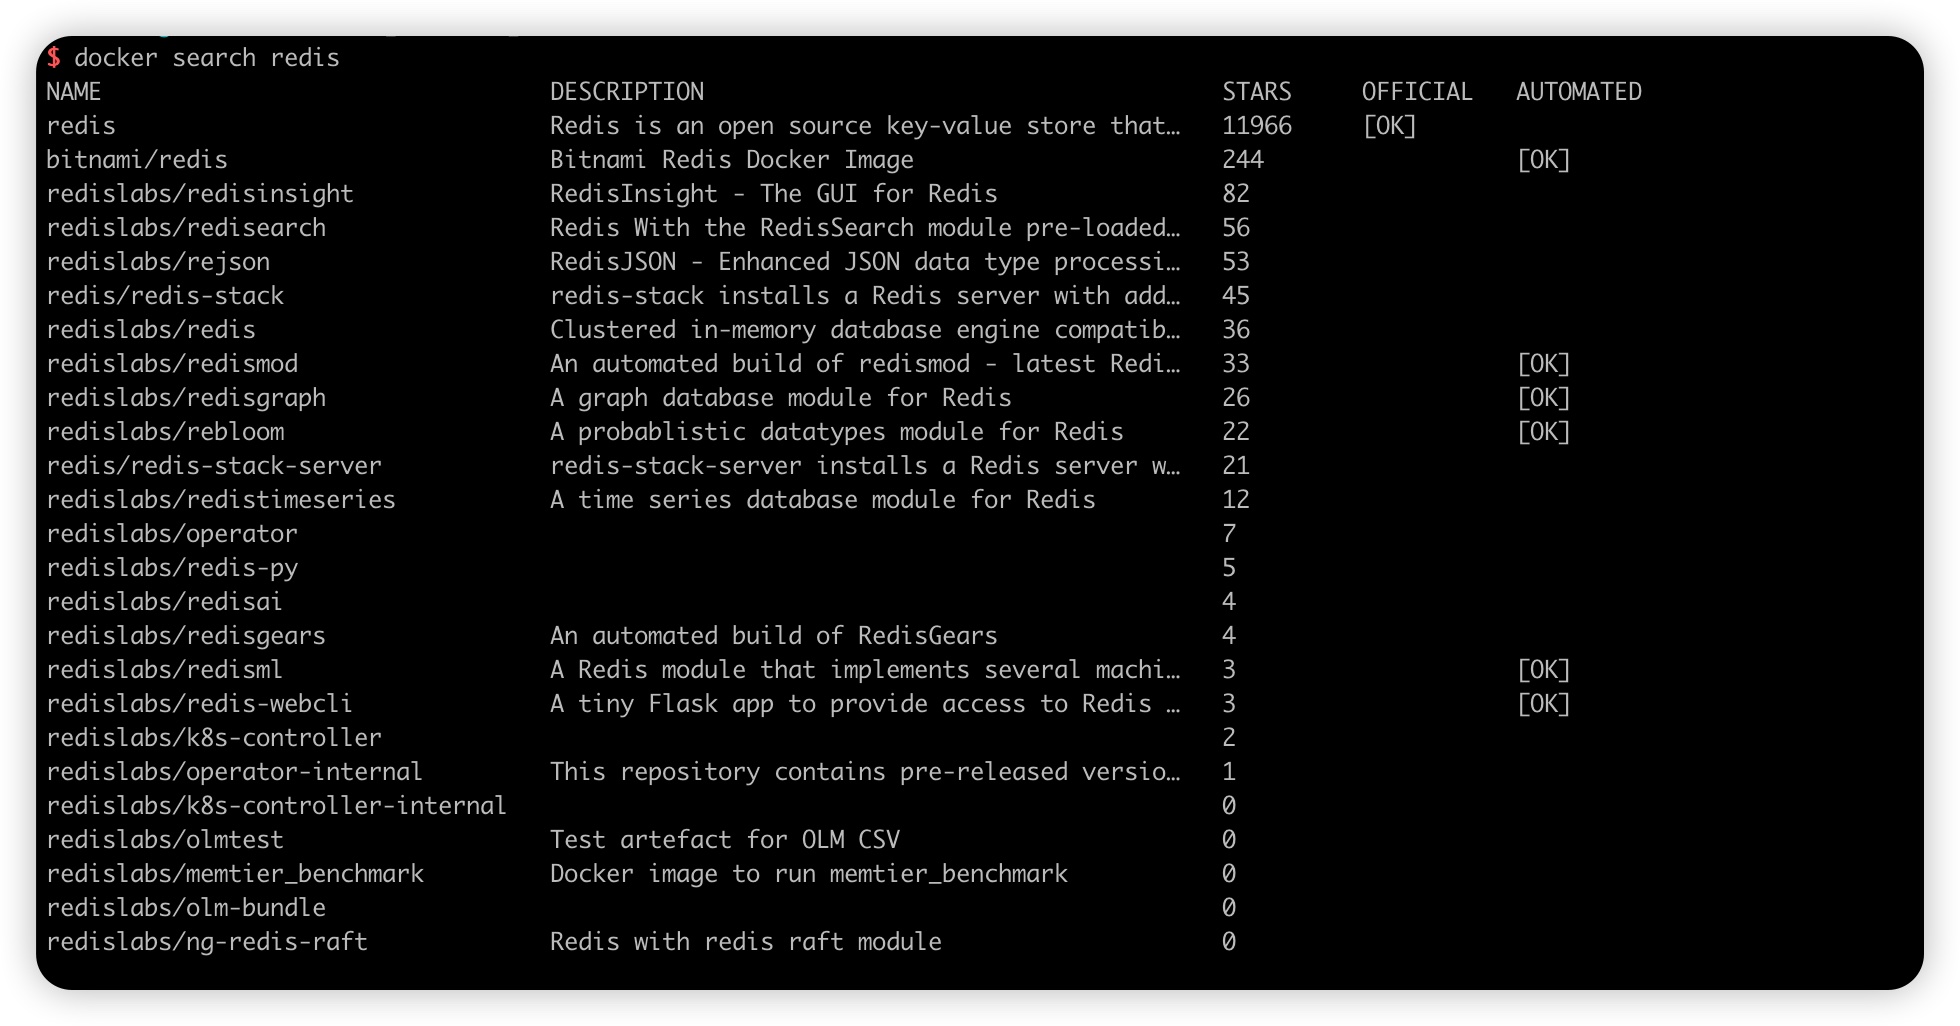 $ docker search redis
NAME DESCRIPTION STARS OFFICIAL AUTOMATED
redis Redis is an open source key-value store that… 11966 [OK]
bitnami/redis Bitnami Redis Docker Image 244 [OK]
redislabs/redisinsight RedisInsight - The GUI for Redis 82
redislabs/redisearch Redis With the RedisSearch module pre-loaded… 56
redislabs/rejson RedisJSON - Enhanced JSON data type processi… 53
redis/redis-stack redis-stack installs a Redis server with add… 45
redislabs/redis Clustered in-memory database engine compatib… 36
redislabs/redismod An automated build of redismod - latest Redi… 33 [OK]
redislabs/redisgraph A graph database module for Redis 26 [OK]
redislabs/rebloom A probablistic datatypes module for Redis 22 [OK]
redis/redis-stack-server redis-stack-server installs a Redis server w… 21
redislabs/redistimeseries A time series database module for Redis 12
redislabs/operator 7
redislabs/redis-py 5
redislabs/redisai 4
redislabs/redisgears An automated build of RedisGears 4
redislabs/redisml A Redis module that implements several machi… 3 [OK]
redislabs/redis-webcli A tiny Flask app to provide access to Redis … 3 [OK]
redislabs/k8s-controller 2
redislabs/operator-internal This repository contains pre-released versio… 1
redislabs/k8s-controller-internal 0
redislabs/olmtest Test artefact for OLM CSV 0
redislabs/memtier_benchmark Docker image to run memtier_benchmark 0
redislabs/olm-bundle 0
redislabs/ng-redis-raft Redis with redis raft module 0